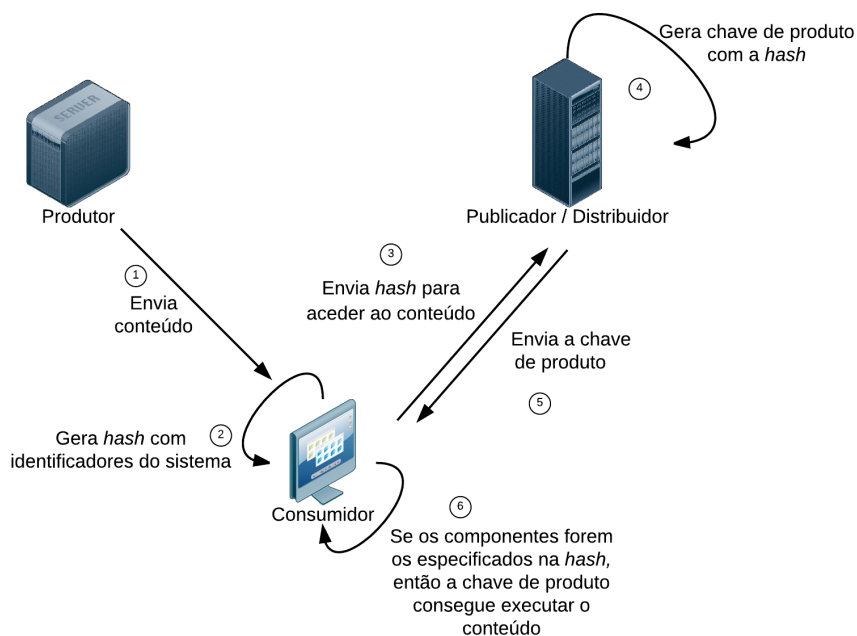 SERVER
Produtor
1
Envia
conteúdo
2
Gera hash com
identificadores do sistema
Consumidor
3
Envia hash para
aceder ao conteúdo
Publicador / Distribuidor
4
Gera chave de produto
com a hash
Envia a chave
de produto
5
6
Se os componentes forem
os especificados na hash,
então a chave de produto
consegue executar o
conteúdo